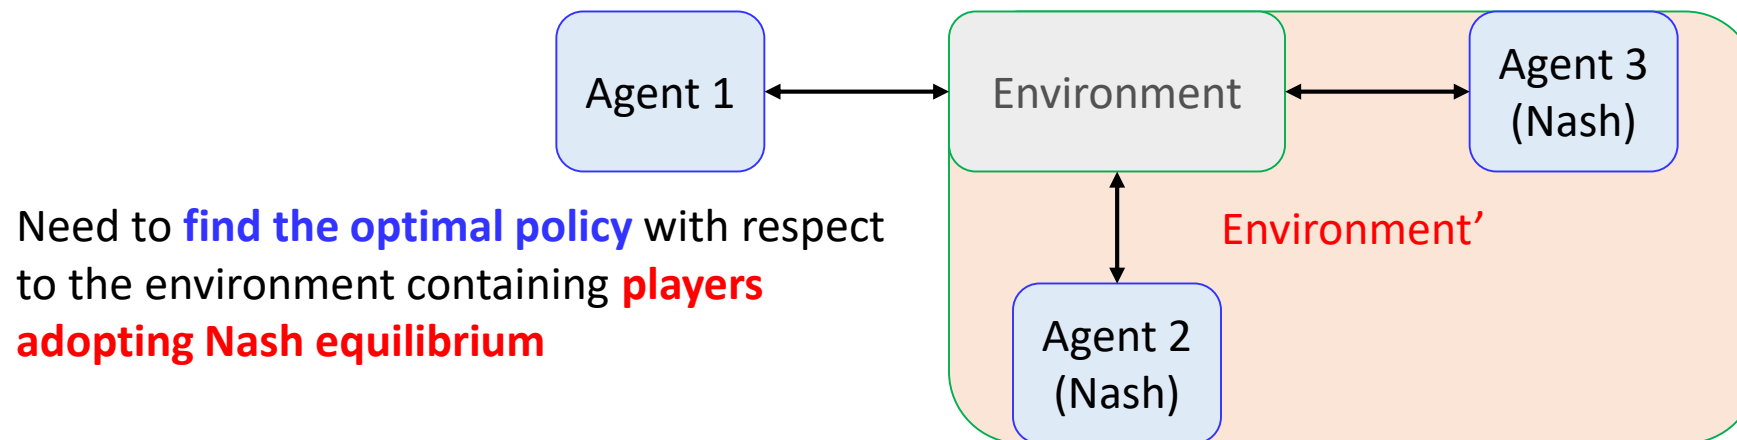 Agent 1
Environment
Agent 3
(Nash)
Need to find the optimal policy with respect
to the environment containing players
adopting Nash equilibrium
Environment’
Agent 2
(Nash)